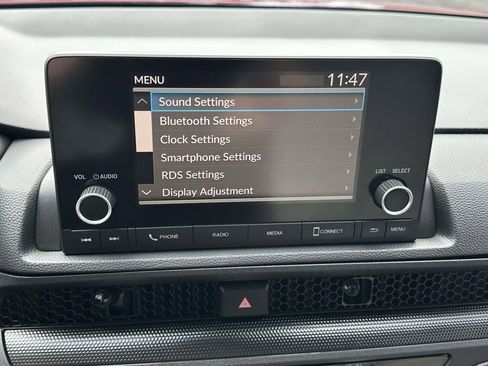 MENU 11:47
Sound Settings
Bluetooth Settings
Clock Settings
Smartphone Settings
RDS Settings
Display Adjustment
VOL AUDIO
LIST SELECT
PHONE RADIO MEDIA CONNECT MENU